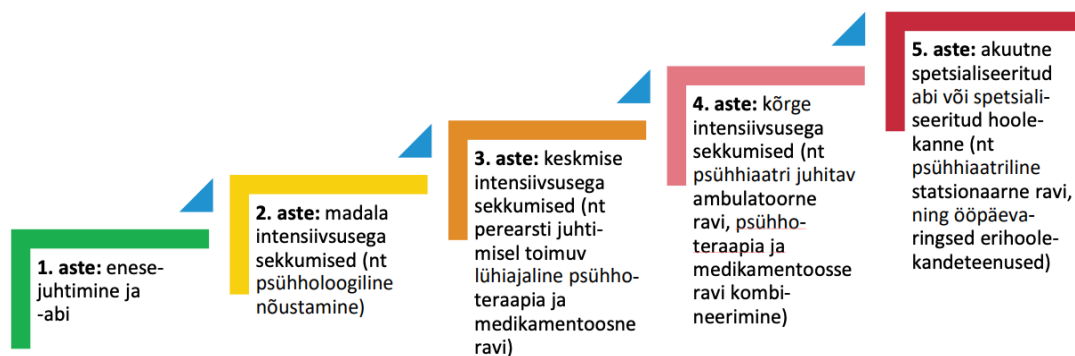 1. aste: enese-
juhtimine ja
-abi
2. aste: madala
intensiivsusega
sekkumised (nt
psühholoogiline
nõustamine)
3. aste: keskmise
intensiivsusega
sekkumised (nt
perearsti juhti-
misel toimuv
lühiajaline psühho-
teraapia ja
medikamentoosne
ravi)
4. aste: kõrge
intensiivsusega
sekkumised (nt
psühhiaatri juhitav
ambulatoorne
ravi, psühho-
teraapia ja
medikamentoosse
ravi kombi-
neerimine)
5. aste: akuutne
spetsialiseeritud
abi või spetsiali-
seeritud hoole-
kanne (nt
psühhiaatriline
statsionaarne ravi,
ning ööpäeva-
ringsed erihoole-
kandeteenused)